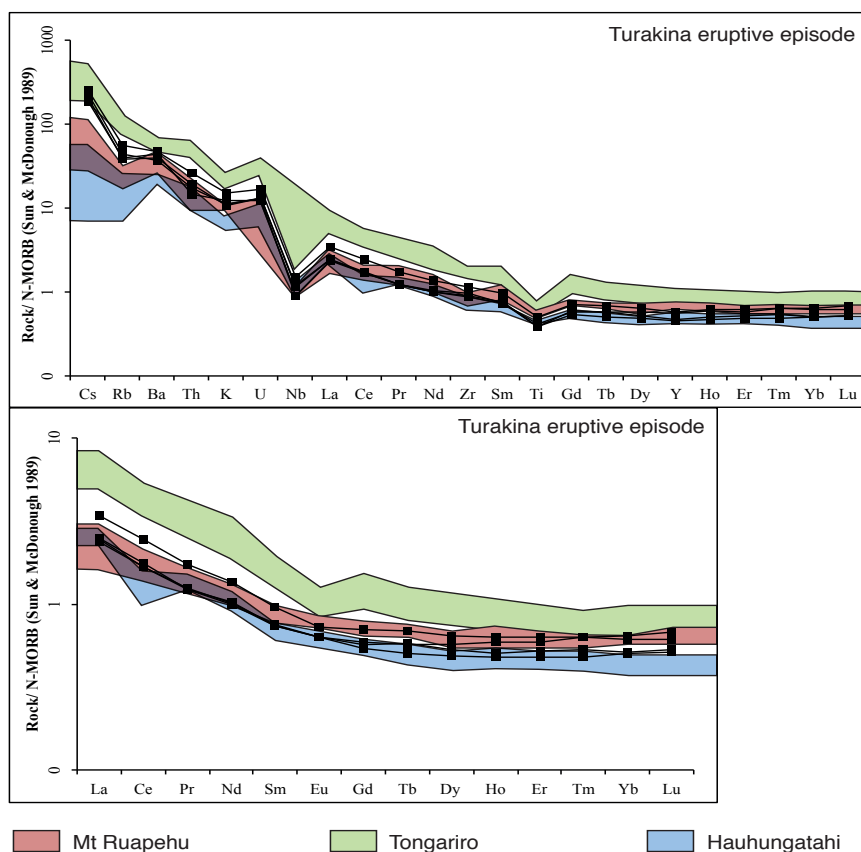 Turakina eruptive episode
Rock/ N-MORB (Sun & McDonough 1989)
1000
100
10
1
0
Cs Rb Ba Th K U Nb La Ce Pr Nd Zr Sm Ti Gd Tb Dy Y Ho Er Tm Yb Lu
Turakina eruptive episode
Rock/ N-MORB (Sun & McDonough 1989)
10
1
0
La Ce Pr Nd Sm Eu Gd Tb Dy Ho Er Tm Yb Lu
Mt Ruapehu Tongariro Hauhungatahi